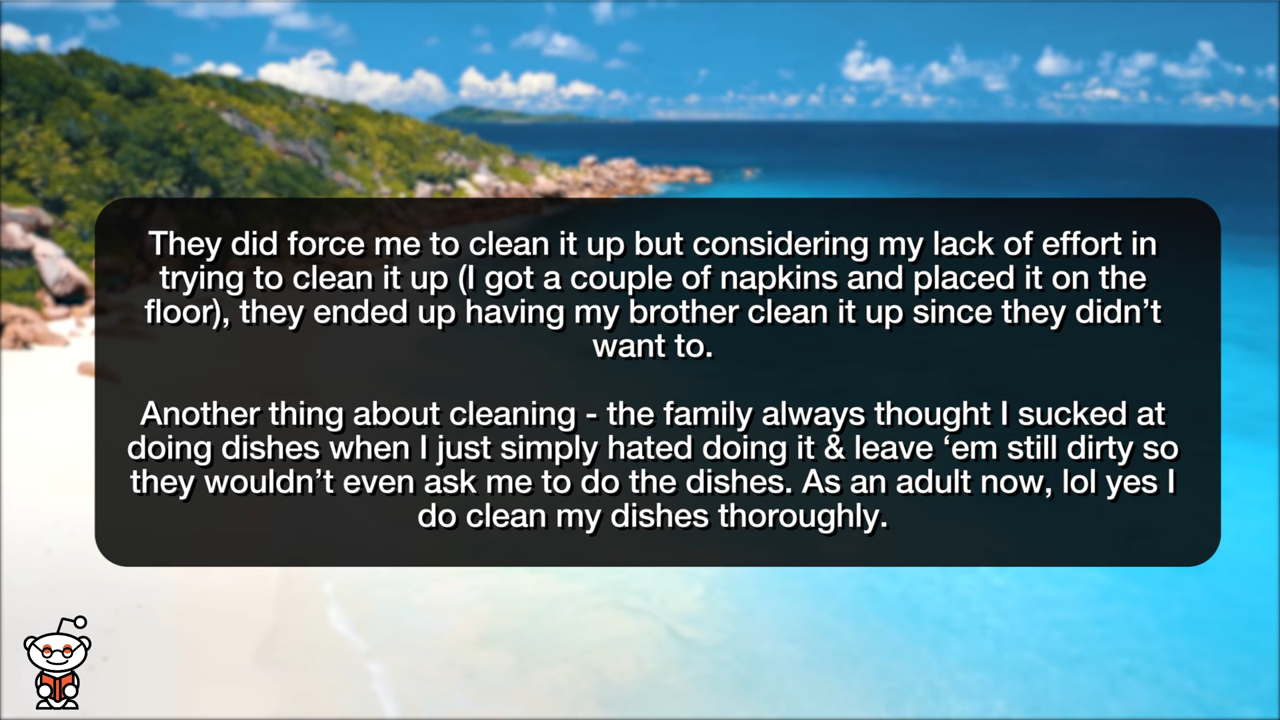 They did force me to clean it up but considering my lack of effort in
trying to clean it up (I got a couple of napkins and placed it on the
floor), they ended up having my brother clean it up since they didn’t
want to.
Another thing about cleaning - the family always thought I sucked at
doing dishes when I just simply hated doing it & leave ‘em still dirty so
they wouldn’t even ask me to do the dishes. As an adult now, lol yes I
do clean my dishes thoroughly.